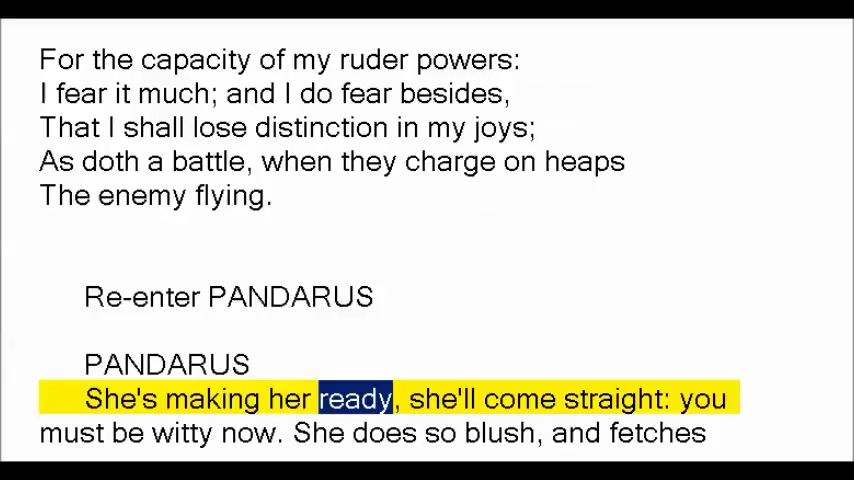 For the capacity of my ruder powers:
I fear it much; and I do fear besides,
That I shall lose distinction in my joys;
As doth a battle, when they charge on heaps
The enemy flying.
Re-enter PANDARUS
PANDARUS
She's making her ready, she'll come straight: you
must be witty now. She does so blush, and fetches